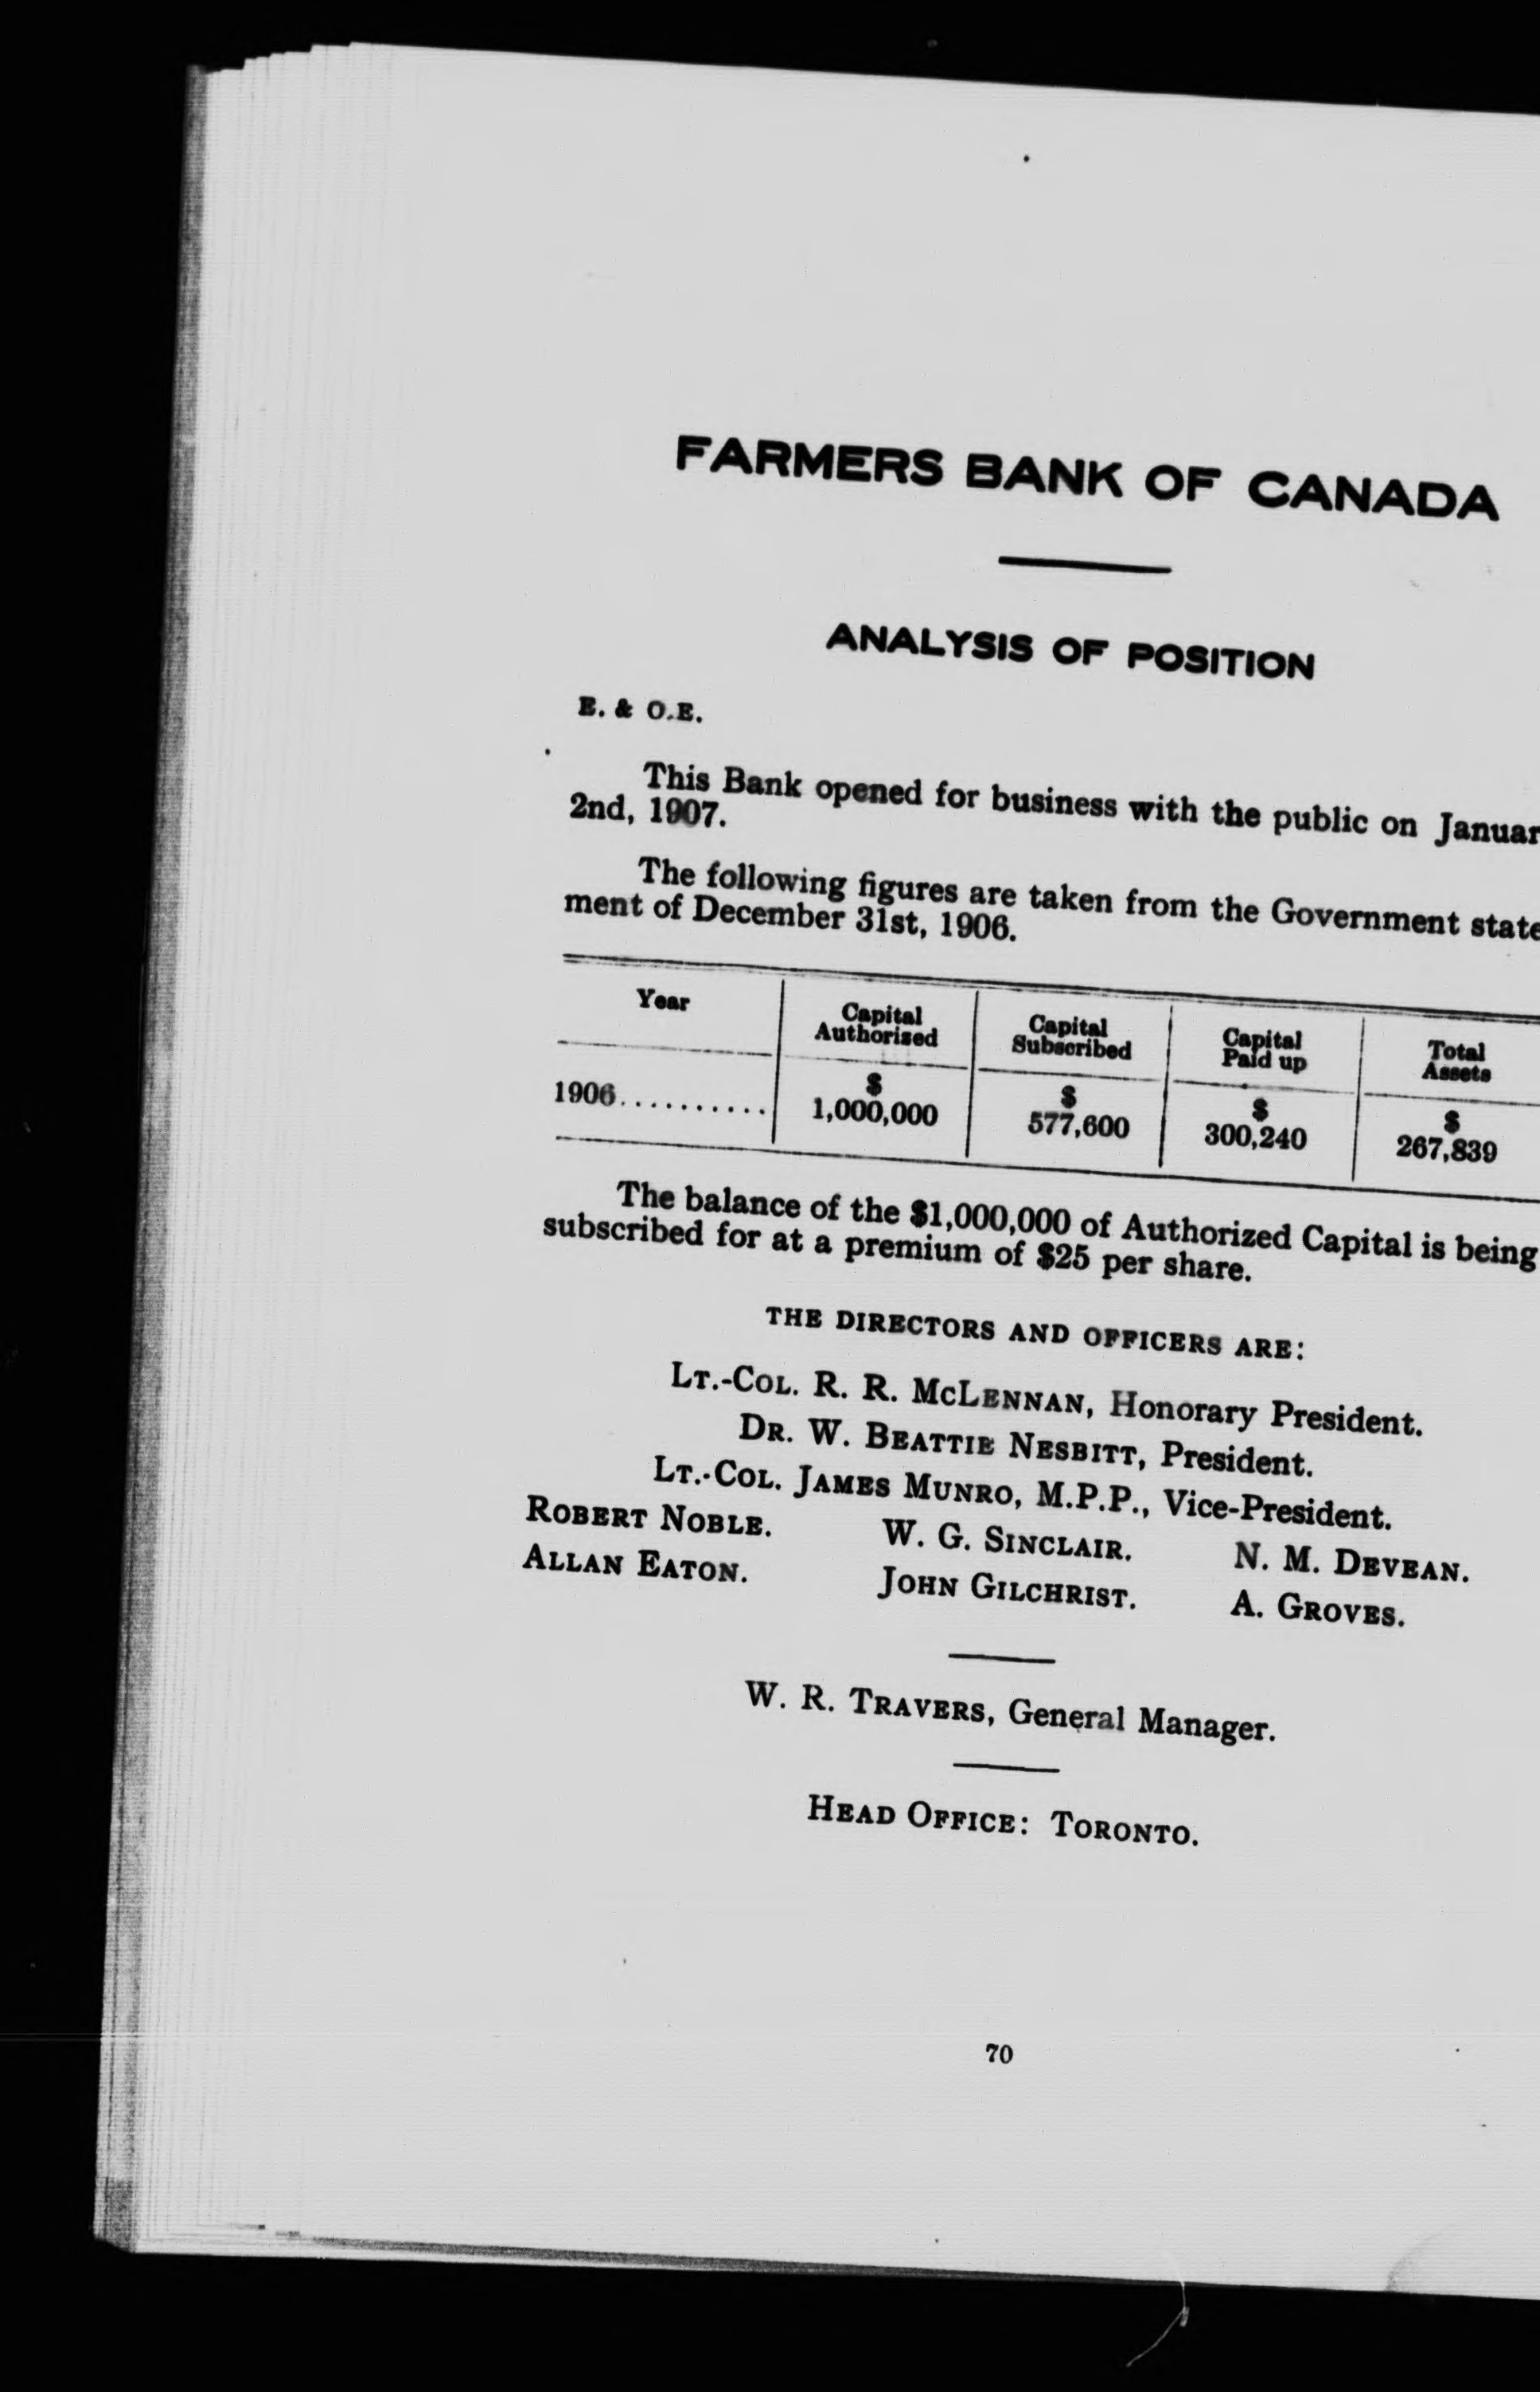 FARMERS BANK OF CANADA
ANALYSIS OF POSITION
E. & O.E.
This Bank opened for business with the public on Januar
2nd, 1907.
The following figures are taken from the Government state
ment of December 31st, 1906.
Year Capital Authorized Capital Subscribed Capital Paid up Total Assets
$ $ $ $
1906.......... 1,000,000 577,600 300,240 267,839
The balance of the $1,000,000 of Authorized Capital is being
subscribed for at a premium of $25 per share.
THE DIRECTORS AND OFFICERS ARE:
LT.-COL. R. R. MCLENNAN, Honorary President.
DR. W. BEATTIE NESBITT, President.
LT.-COL. JAMES MUNRO, M.P.P., Vice-President.
ROBERT NOBLE. W. G. SINCLAIR. N. M. DEVEAN.
ALLAN EATON. JOHN GILCHRIST. A. GROVES.
W. R. TRAVERS, General Manager.
HEAD OFFICE: TORONTO.
70